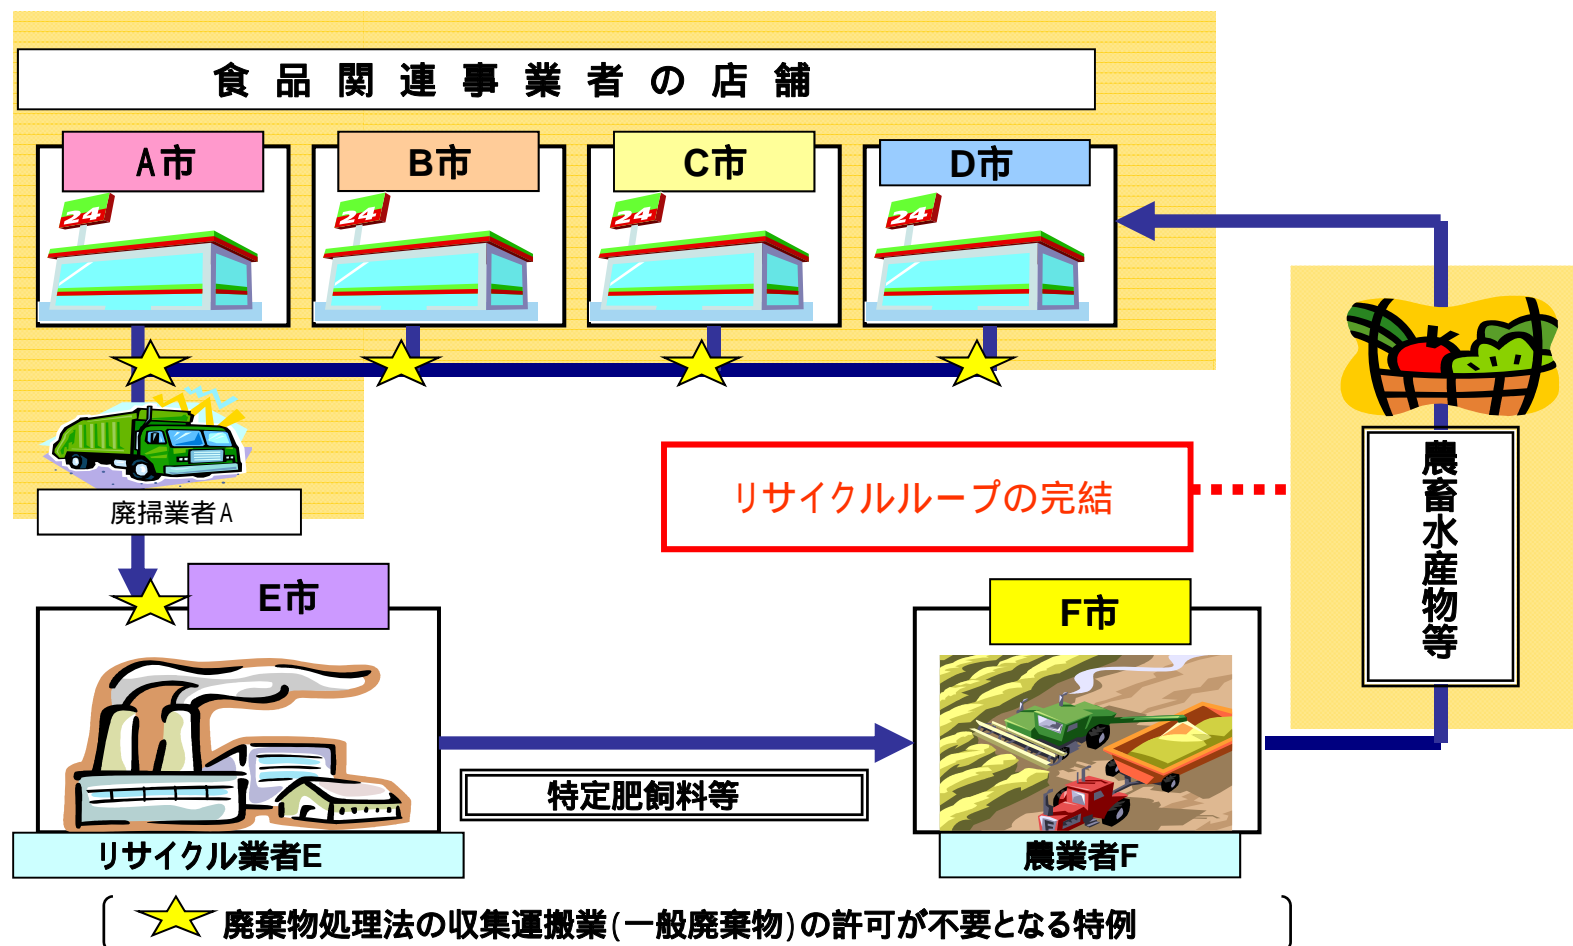 食品関連事業者の店舗
A市
B市
C市
D市
24
24
24
24
廃掃業者A
リサイクルループの完結
農畜水産物等
E市
F市
特定肥飼料等
リサイクル業者E
農業者F
廃棄物処理法の収集運搬業(一般廃棄物)の許可が不要となる特例